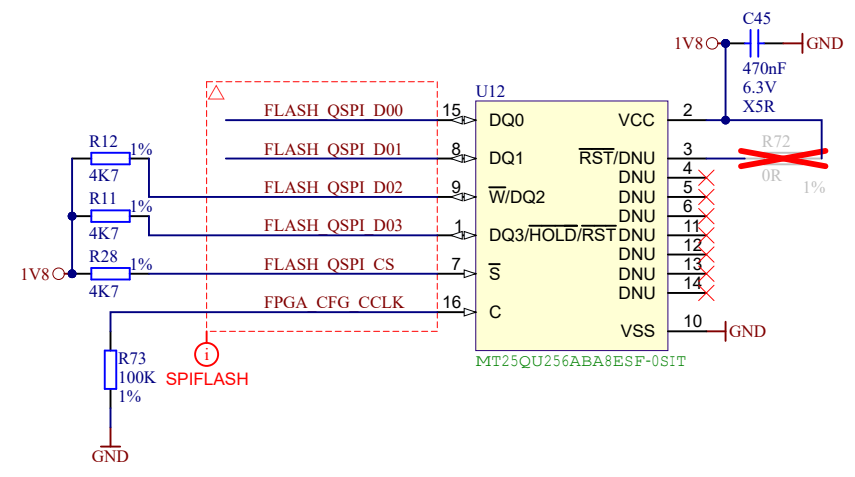 C45
1V8
GND
470nF
6.3V
X5R
U12
FLASH_QSPI_D00
15
DQ0
VCC
2
R72
0R
1%
R12
1%
4K7
FLASH_QSPI_D01
8
DQ1
RST/DNU
3
DNU
4
FLASH_QSPI_D02
9
W/DQ2
DNU
5
R11
1%
4K7
DNU
6
FLASH_QSPI_D03
1
DQ3/HOLD/RST
DNU
11
DNU
12
R28
1%
4K7
1V8
FLASH_QSPI_CS
7
S
DNU
13
DNU
14
FPGA_CFG_CCLK
16
C
VSS
10
GND
R73
100K
1%
GND
i
SPIFLASH
MT25QU256ABA8ESF-0SIT